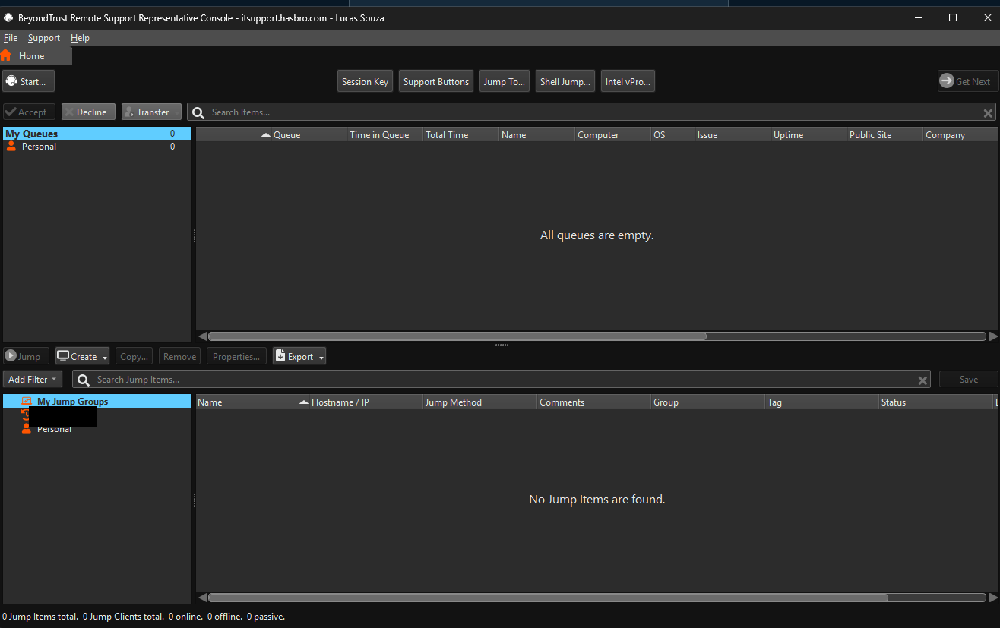 BeyondTrust Remote Support Representative Console - itsupport.hasbro.com - Lucas Souza
File Support Help
Home
Start... Session Key Support Buttons Jump To... Shell Jump... Intel vPro... Get Next
Accept Decline Transfer Search Items...
My Queues 0
Personal 0
Queue Time in Queue Total Time Name Computer OS Issue Uptime Public Site Company
All queues are empty.
Jump Create Copy... Remove Properties... Export
Add Filter Search Jump Items... Save
My Jump Groups
Personal
Name Hostname / IP Jump Method Comments Group Tag Status L
No Jump Items are found.
0 Jump Items total. 0 Jump Clients total. 0 online. 0 offline. 0 passive.